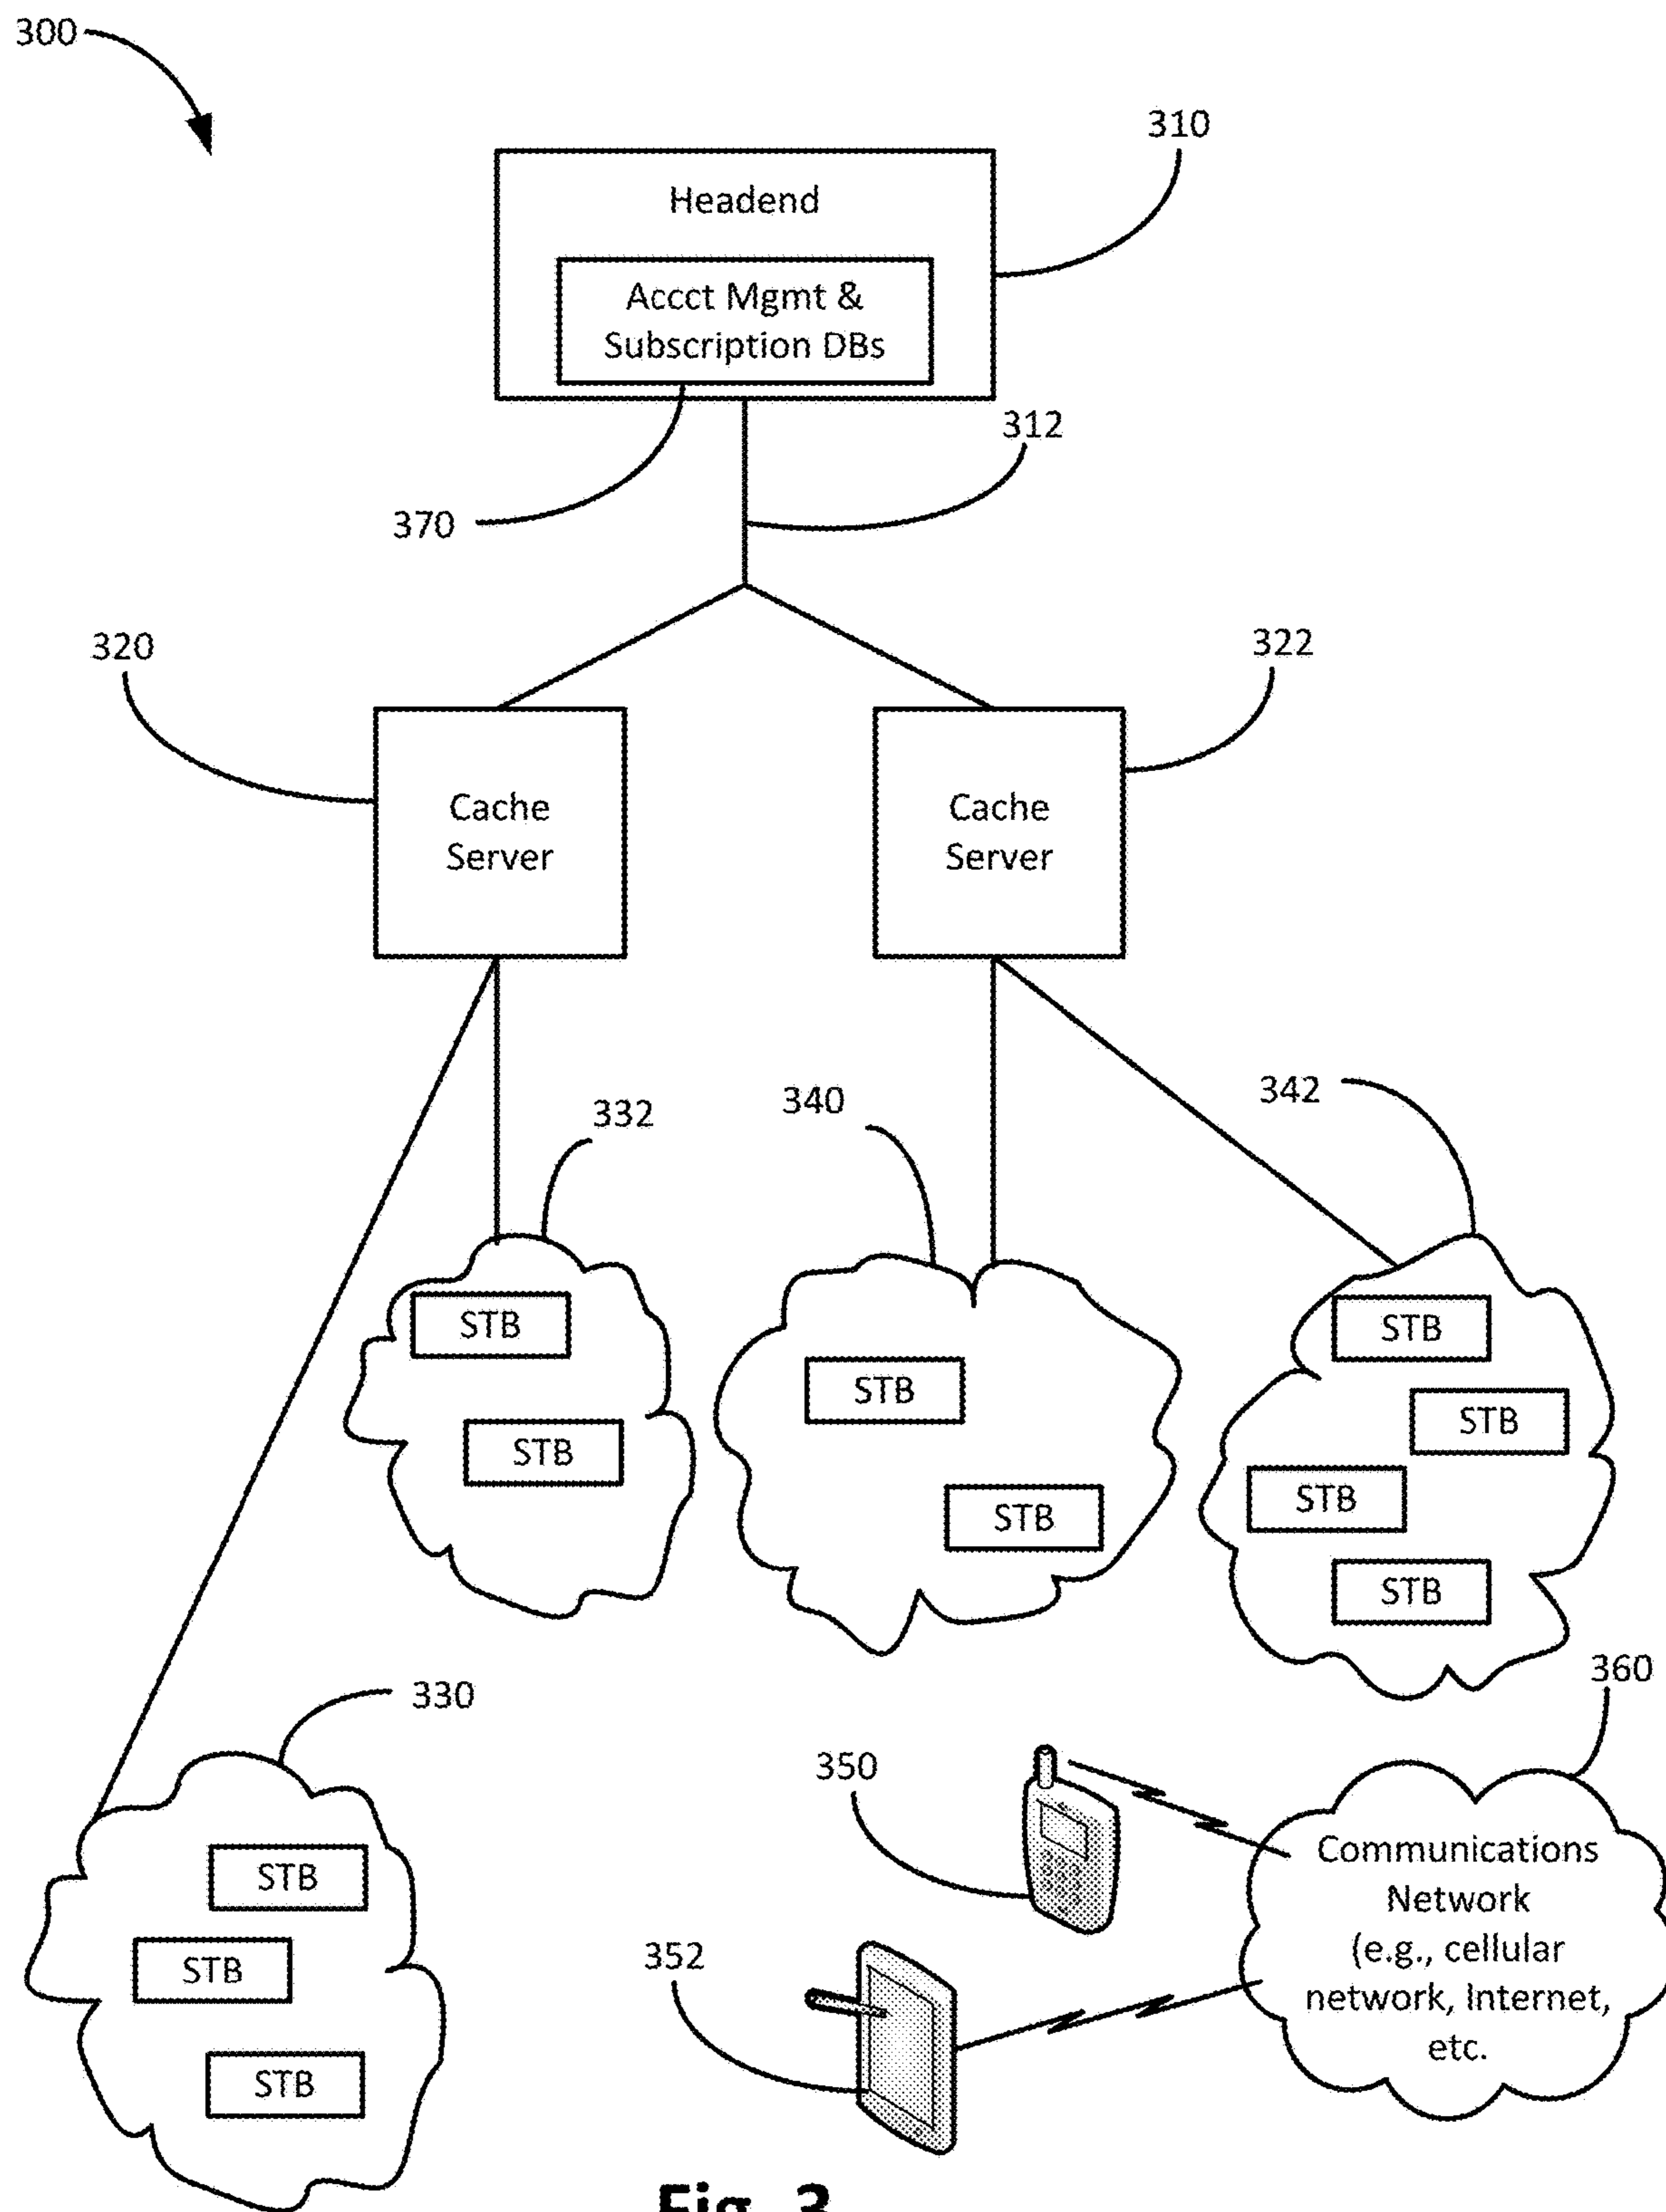 300
310
Headend
Accct Mgmt &
Subscription DBs
312
370
320
322
Cache
Server
Cache
Server
332
340
342
STB
STB
STB
STB
STB
STB
STB
STB
330
360
350
STB
STB
STB
352
Communications
Network
(e.g., cellular
network, Internet,
etc.
Fig. 3